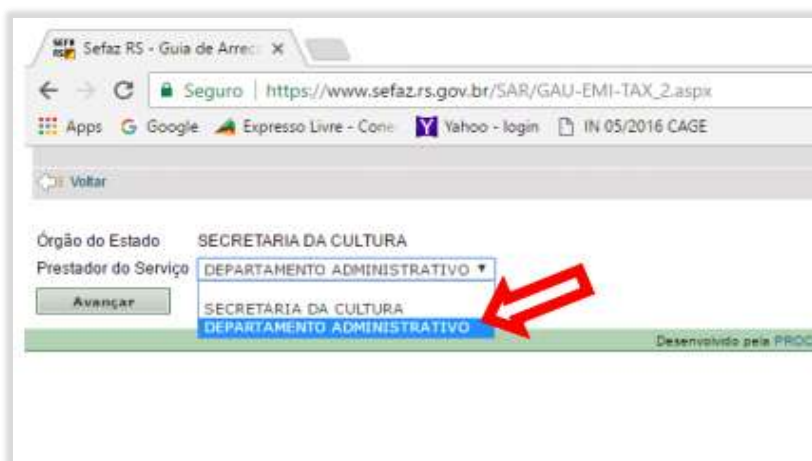 Sefaz RS - Guia de Arrec
Seguro | https://www.sefaz.rs.gov.br/SAR/GAU-EMI-TAX_2.aspx
Apps Google Expresso Livre - Cone Yahoo - login IN 05/2016 CAGE
Voltar
Órgão do Estado SECRETARIA DA CULTURA
Prestador do Serviço DEPARTAMENTO ADMINISTRATIVO
Avançar
SECRETARIA DA CULTURA
DEPARTAMENTO ADMINISTRATIVO
Desenvolvido pela PROC